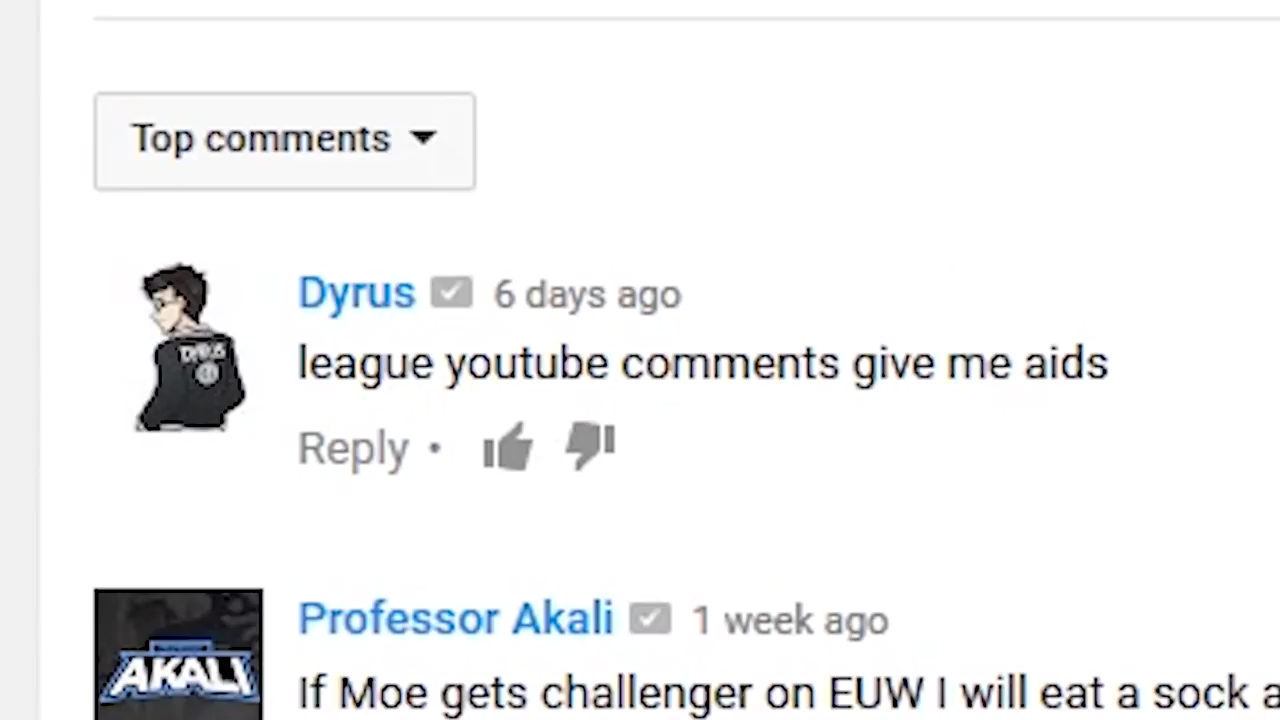 Top comments
Dyrus 6 days ago
league youtube comments give me aids
Reply •
Professor Akali 1 week ago
AKALI
If Moe gets challenger on EUW I will eat a sock a